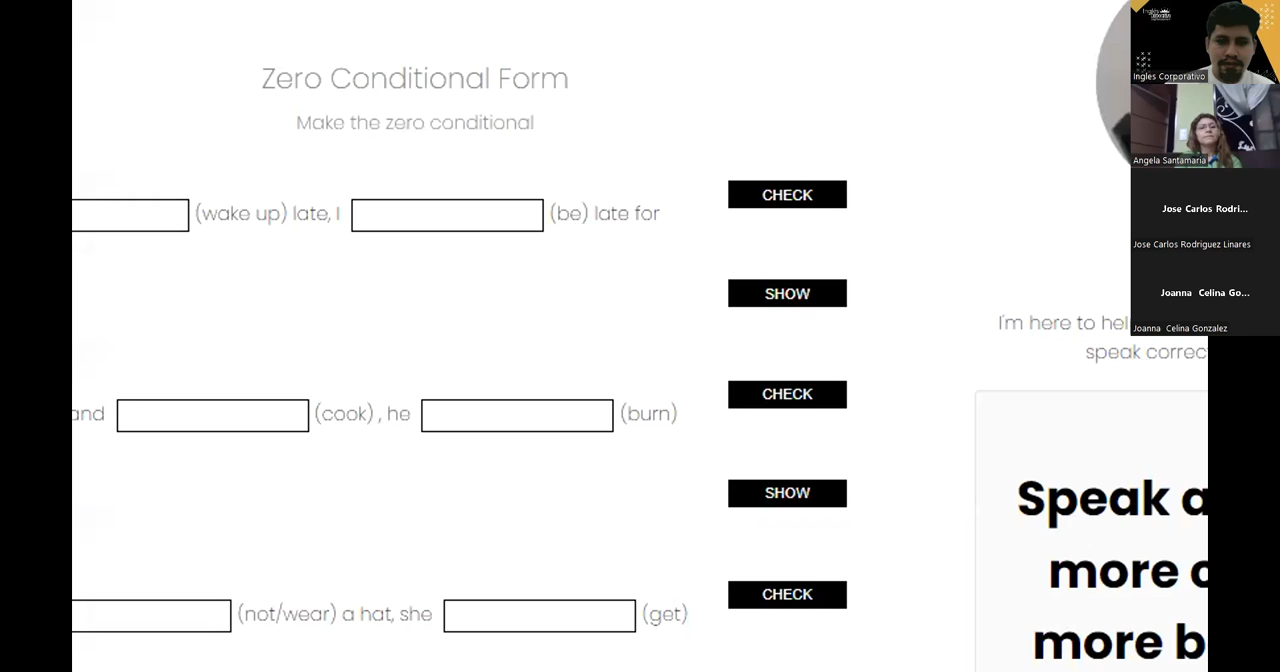 Zero Conditional Form
Make the zero conditional
(wake up) late, I (be) late for
CHECK
SHOW
and (cook) , he (burn)
CHECK
SHOW
(not/wear) a hat, she (get)
CHECK
I'm here to hel
speak correc
Speak a
more
more b
Inglés Corporativo
Ingles Corporativo
Angela Santamaria
Jose Carlos Rodri...
Jose Carlos Rodriguez Linares
Joanna Celina Go...
Joanna Celina Gonzalez